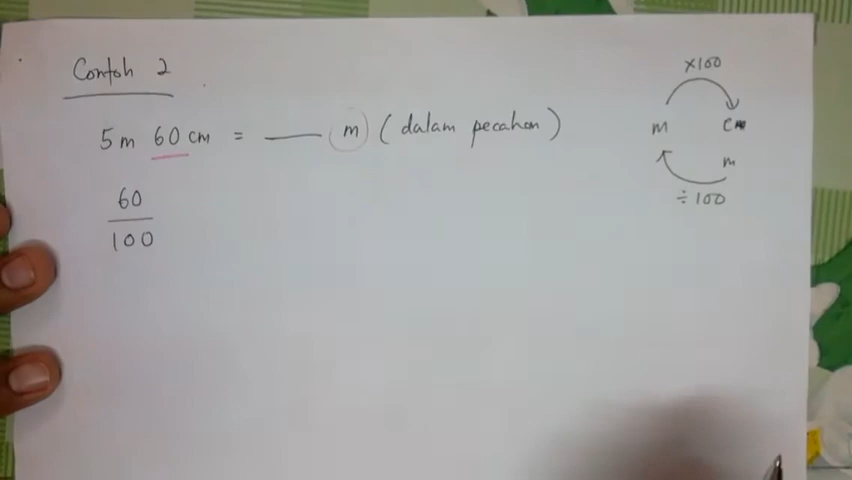 Contoh 2
5 m 60 cm = ___ m (dalam pecahan)
60
100
×100
m cm
m
÷ 100